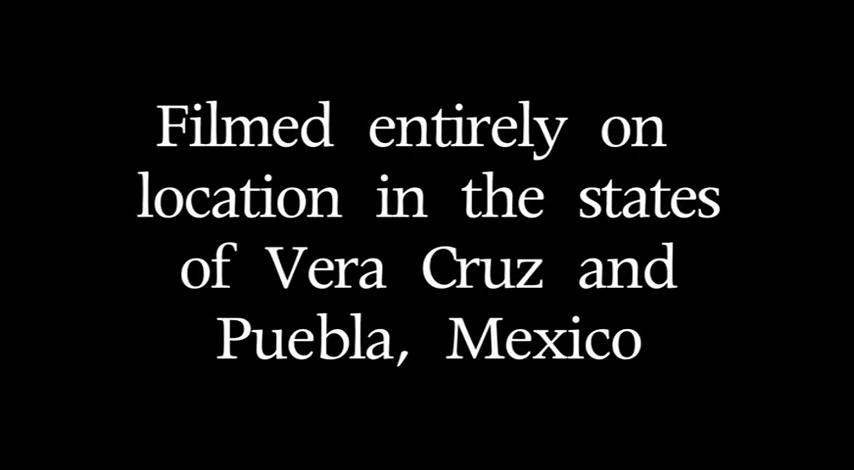 Filmed entirely on
location in the states
of Vera Cruz and
Puebla, Mexico